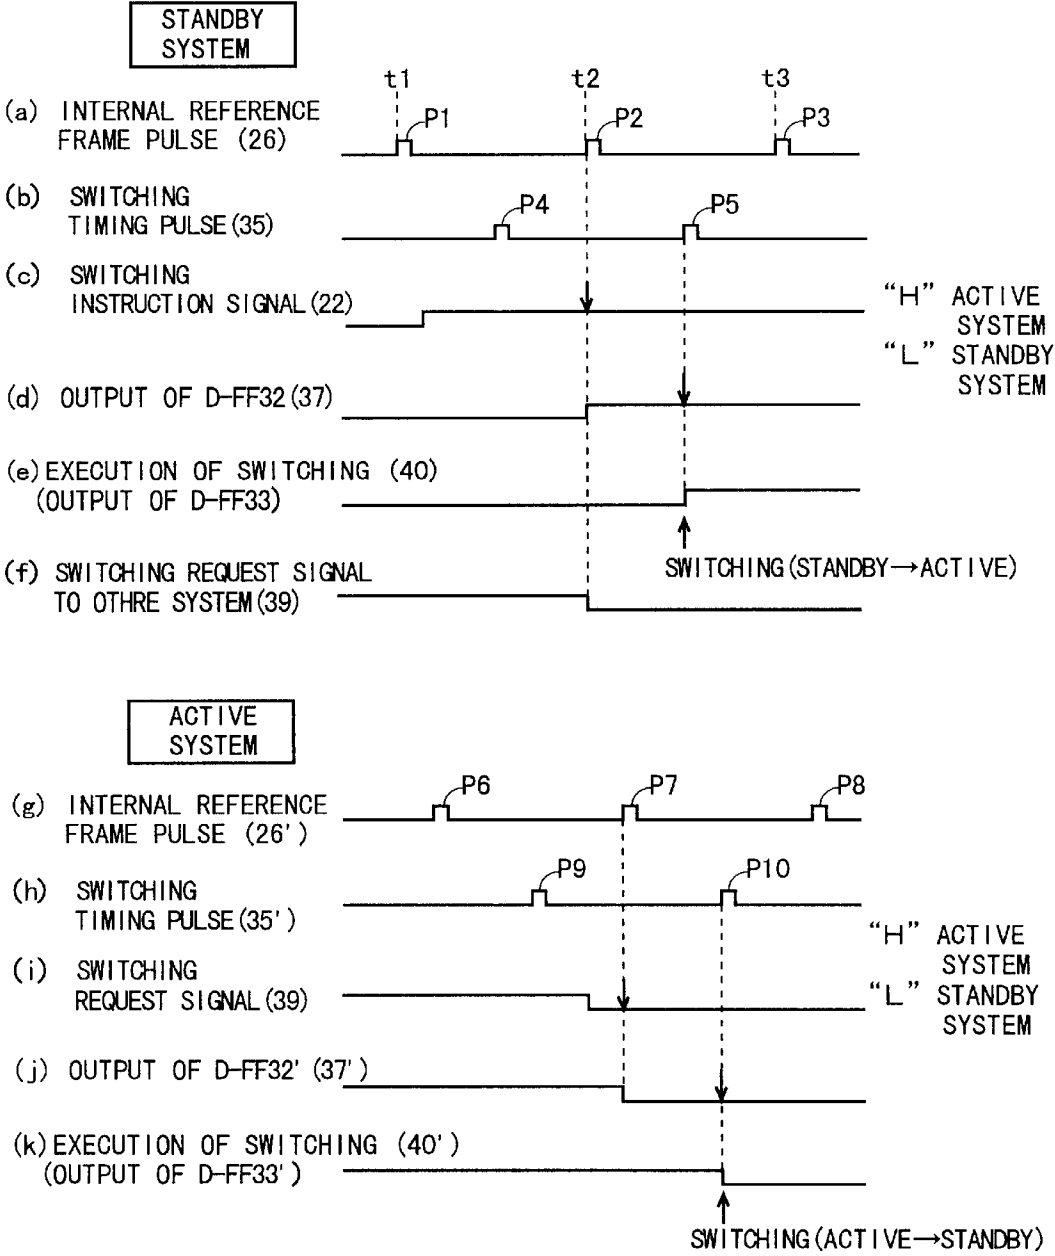 STANDBY
SYSTEM
t1 t2 t3
(a) INTERNAL REFERENCE
FRAME PULSE (26)
P1 P2 P3
(b) SWITCHING
TIMING PULSE(35)
P4 P5
(c) SWITCHING
INSTRUCTION SIGNAL(22)
“H” ACTIVE
SYSTEM
“L” STANDBY
SYSTEM
(d) OUTPUT OF D-FF32(37)
(e)EXECUTION OF SWITCHING (40)
(OUTPUT OF D-FF33)
SWITCHING(STANDBY→ACTIVE)
(f) SWITCHING REQUEST SIGNAL
TO OTHRE SYSTEM(39)
ACTIVE
SYSTEM
(g) INTERNAL REFERENCE
FRAME PULSE (26')
P6 P7 P8
(h) SWITCHING
TIMING PULSE(35')
P9 P10
(i) SWITCHING
REQUEST SIGNAL(39)
“H” ACTIVE
SYSTEM
“L” STANDBY
SYSTEM
(j) OUTPUT OF D-FF32'(37')
(k)EXECUTION OF SWITCHING (40')
(OUTPUT OF D-FF33')
SWITCHING(ACTIVE→STANDBY)